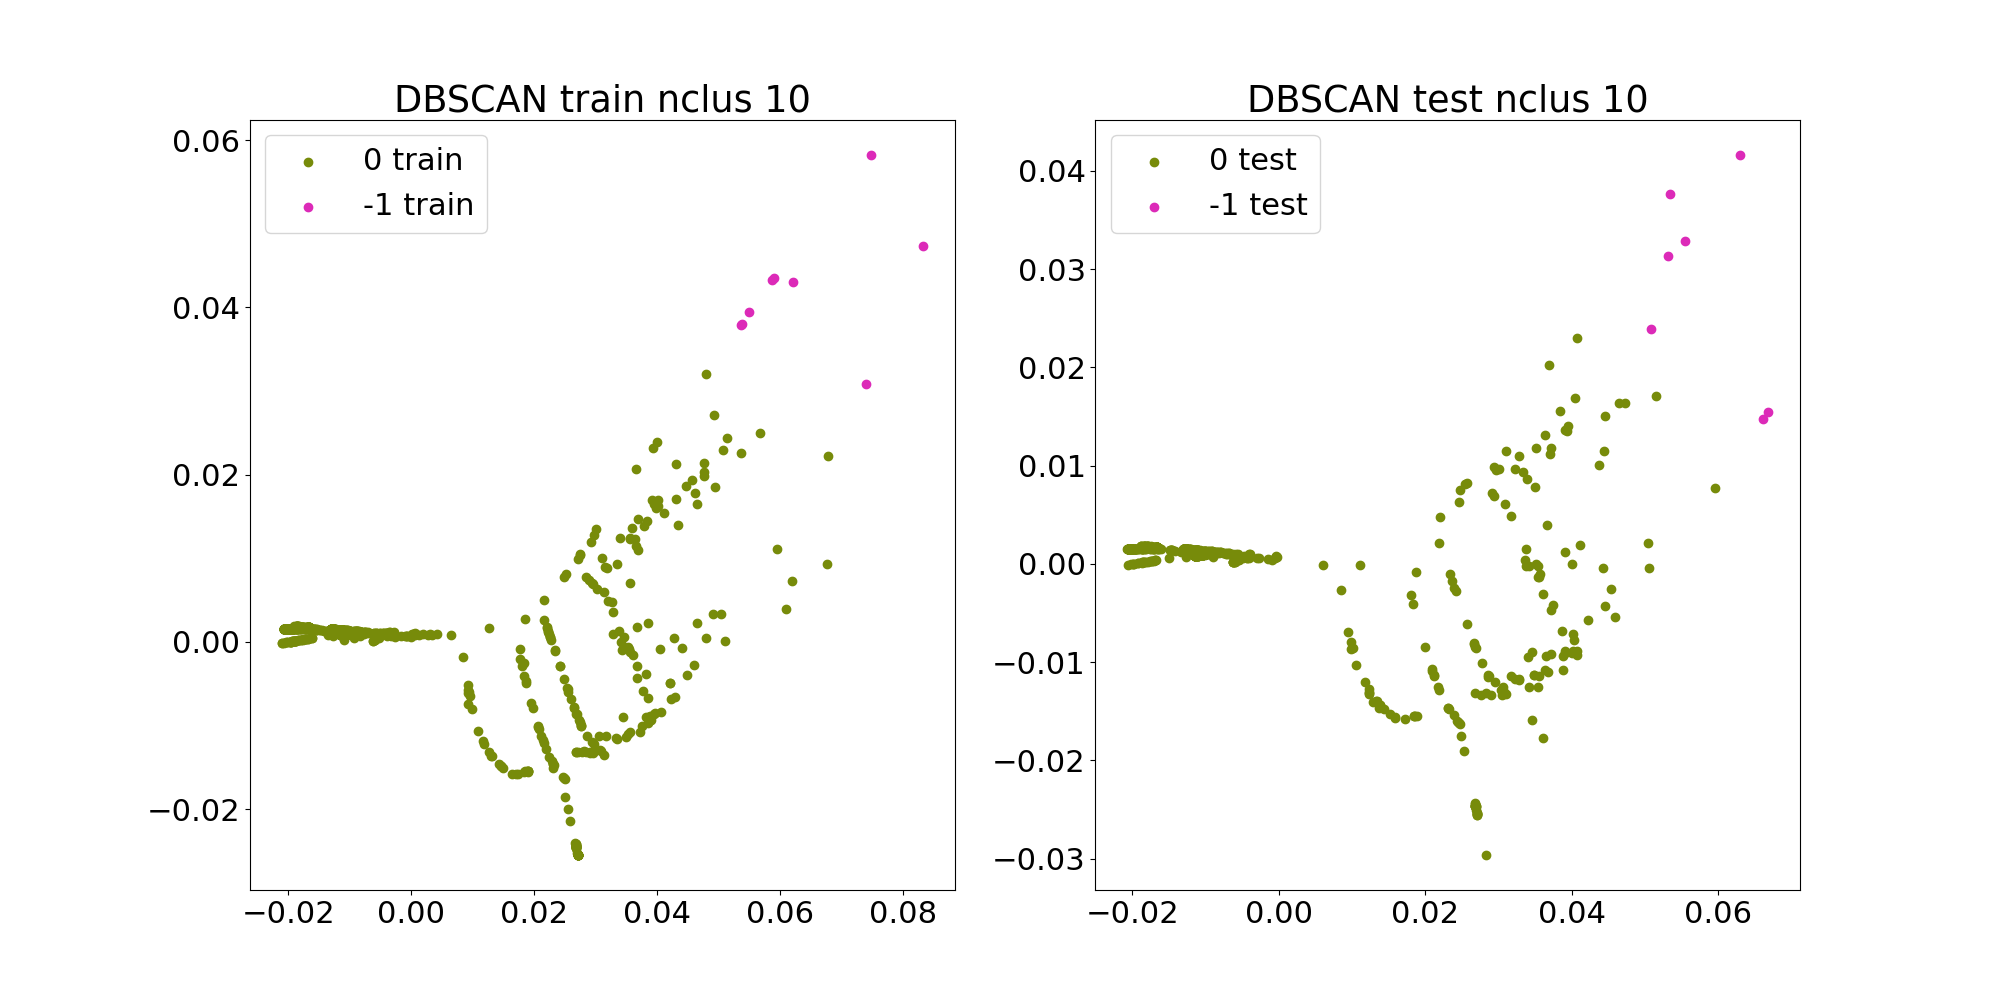 DBSCAN train nclus 10
0 train
-1 train
0.06
0.04
0.02
0.00
−0.02
−0.02 0.00 0.02 0.04 0.06 0.08
DBSCAN test nclus 10
0 test
-1 test
0.04
0.03
0.02
0.01
0.00
−0.01
−0.02
−0.03
−0.02 0.00 0.02 0.04 0.06